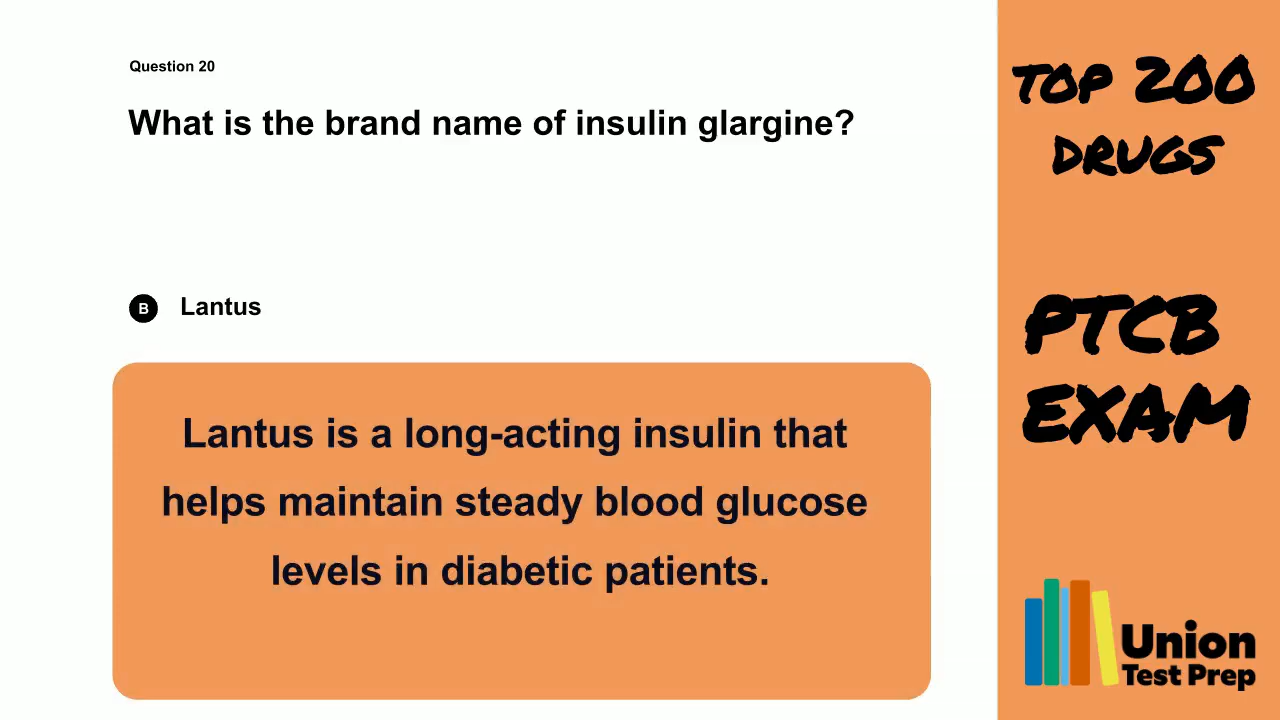 Question 20
What is the brand name of insulin glargine?
B Lantus
Lantus is a long-acting insulin that
helps maintain steady blood glucose
levels in diabetic patients.
TOP 200
DRUGS
PTCB
EXAM
Union
Test Prep